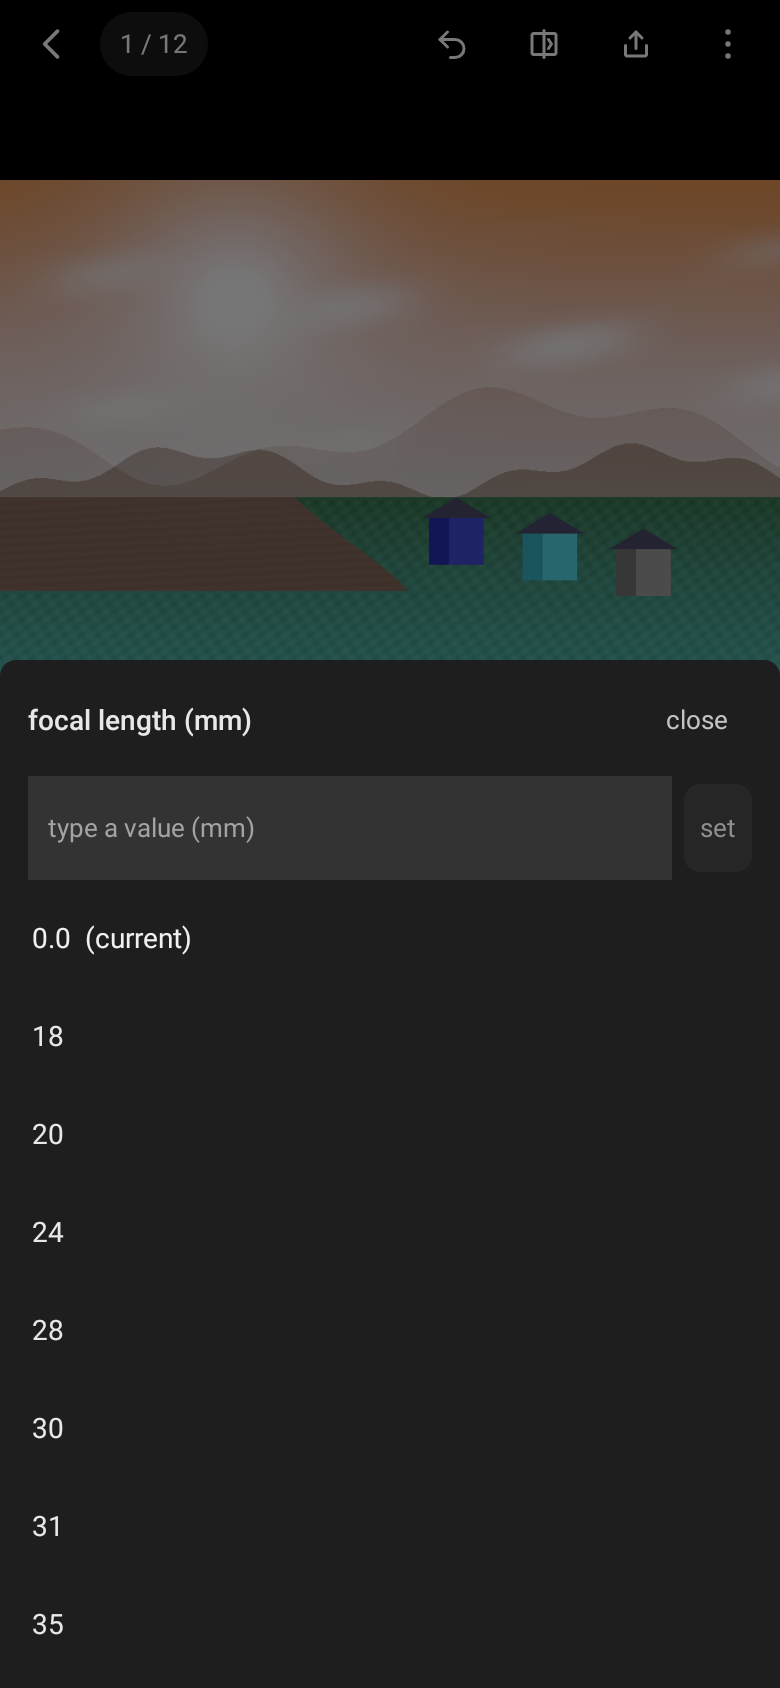 1 / 12
focal length (mm)
close
type a value (mm)
set
0.0 (current)
18
20
24
28
30
31
35